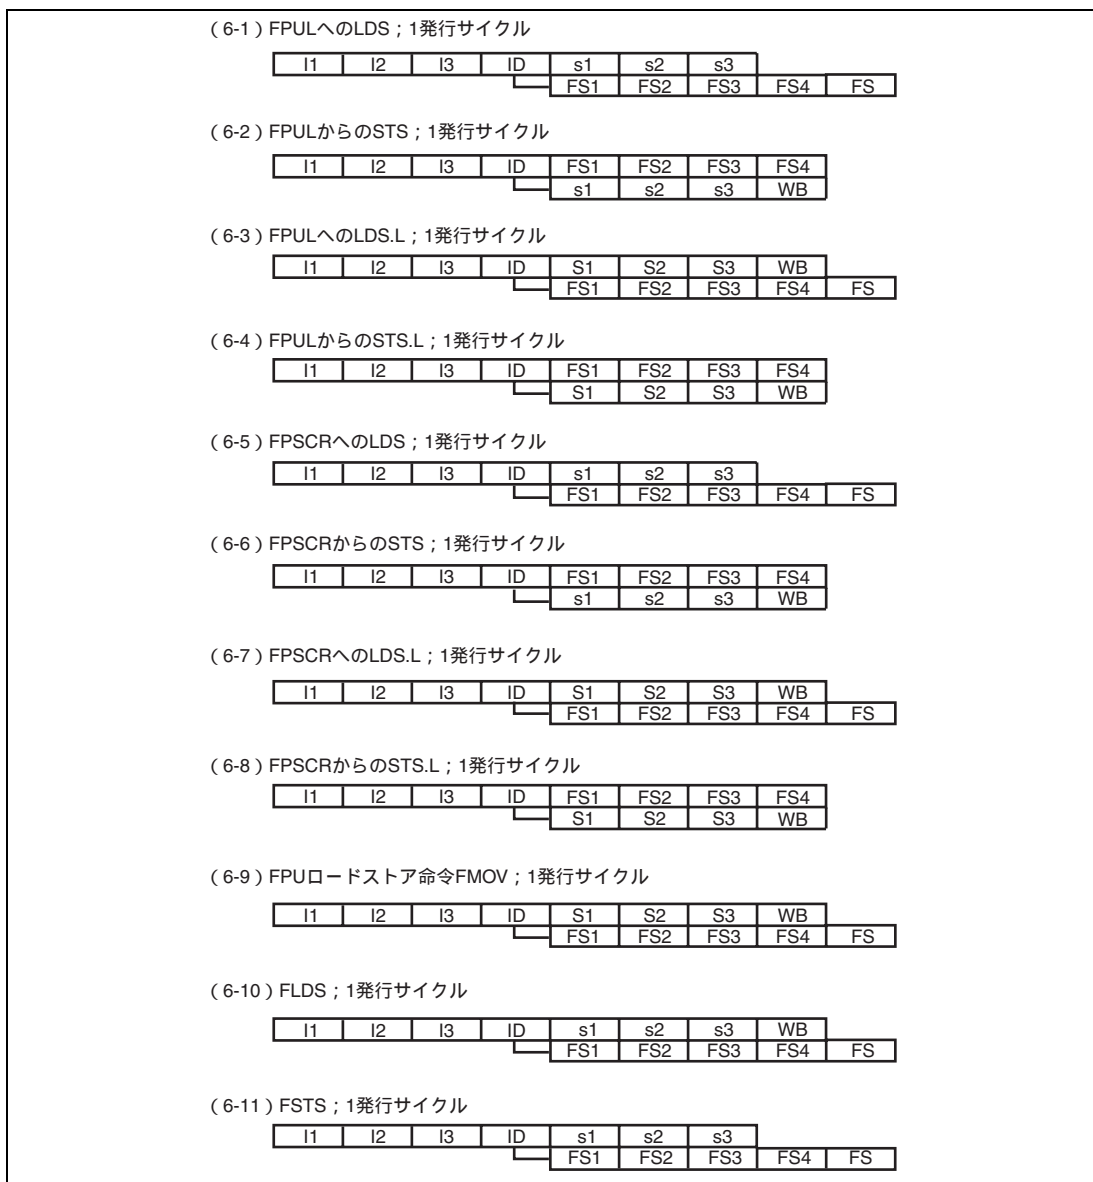 （6-1）FPULへのLDS；1発行サイクル
I1 I2 I3 ID s1 s2 s3
FS1 FS2 FS3 FS4 FS
（6-2）FPULからのSTS；1発行サイクル
I1 I2 I3 ID FS1 FS2 FS3 FS4
s1 s2 s3 WB
（6-3）FPULへのLDS.L；1発行サイクル
I1 I2 I3 ID S1 S2 S3 WB
FS1 FS2 FS3 FS4 FS
（6-4）FPULからのSTS.L；1発行サイクル
I1 I2 I3 ID FS1 FS2 FS3 FS4
S1 S2 S3 WB
（6-5）FPSCRへのLDS；1発行サイクル
I1 I2 I3 ID s1 s2 s3
FS1 FS2 FS3 FS4 FS
（6-6）FPSCRからのSTS；1発行サイクル
I1 I2 I3 ID FS1 FS2 FS3 FS4
s1 s2 s3 WB
（6-7）FPSCRへのLDS.L；1発行サイクル
I1 I2 I3 ID S1 S2 S3 WB
FS1 FS2 FS3 FS4 FS
（6-8）FPSCRからのSTS.L；1発行サイクル
I1 I2 I3 ID FS1 FS2 FS3 FS4
S1 S2 S3 WB
（6-9）FPUロードストア命令FMOV；1発行サイクル
I1 I2 I3 ID S1 S2 S3 WB
FS1 FS2 FS3 FS4 FS
（6-10）FLDS；1発行サイクル
I1 I2 I3 ID s1 s2 s3 WB
FS1 FS2 FS3 FS4 FS
（6-11）FSTS；1発行サイクル
I1 I2 I3 ID s1 s2 s3
FS1 FS2 FS3 FS4 FS